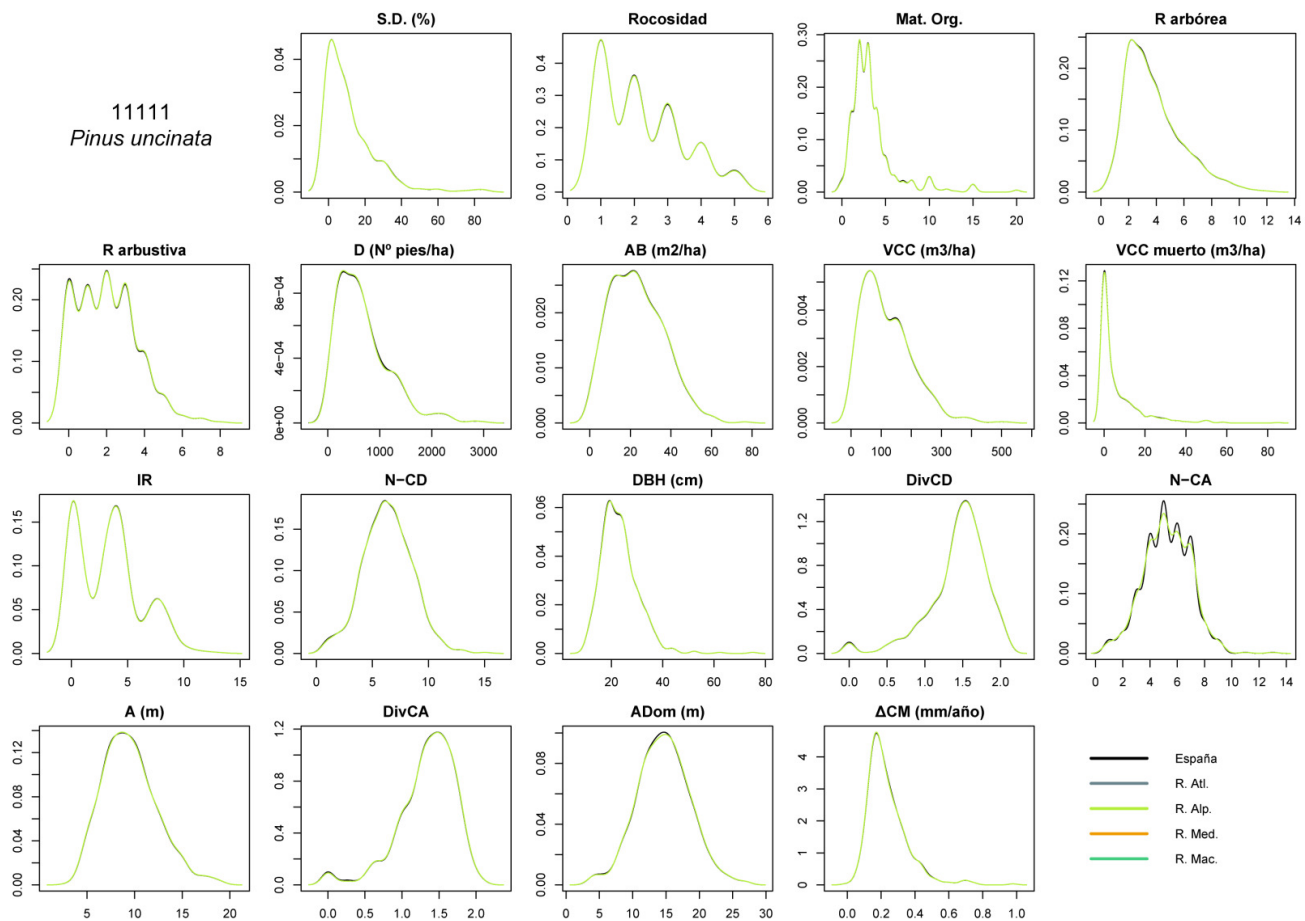 11111
Pinus uncinata
S.D. (%)
0.00 0.02 0.04
0 20 40 60 80
Rocosidad
0.0 0.1 0.2 0.3 0.4
0 1 2 3 4 5 6
Mat. Org.
0.00 0.10 0.20 0.30
0 5 10 15 20
R arbórea
0.00 0.10 0.20
0 2 4 6 8 10 12 14
R arbustiva
0.00 0.10 0.20
0 2 4 6 8
D (Nº pies/ha)
0e+00 4e−04 8e−04
0 1000 2000 3000
AB (m2/ha)
0.000 0.010 0.020
0 20 40 60 80
VCC (m3/ha)
0.000 0.002 0.004
0 100 300 500
VCC muerto (m3/ha)
0.00 0.04 0.08 0.12
0 20 40 60 80
IR
0.00 0.05 0.10 0.15
0 5 10 15
N−CD
0.00 0.05 0.10 0.15
0 5 10 15
DBH (cm)
0.00 0.02 0.04 0.06
0 20 40 60 80
DivCD
0.0 0.4 0.8 1.2
0.0 0.5 1.0 1.5 2.0
N−CA
0.00 0.10 0.20
0 2 4 6 8 10 12 14
A (m)
0.00 0.04 0.08 0.12
5 10 15 20
DivCA
0.0 0.4 0.8 1.2
0.0 0.5 1.0 1.5 2.0
ADom (m)
0.00 0.04 0.08
0 5 10 15 20 25 30
ΔCM (mm/año)
0 1 2 3 4
0.0 0.2 0.4 0.6 0.8 1.0
España
R. Atl.
R. Alp.
R. Med.
R. Mac.